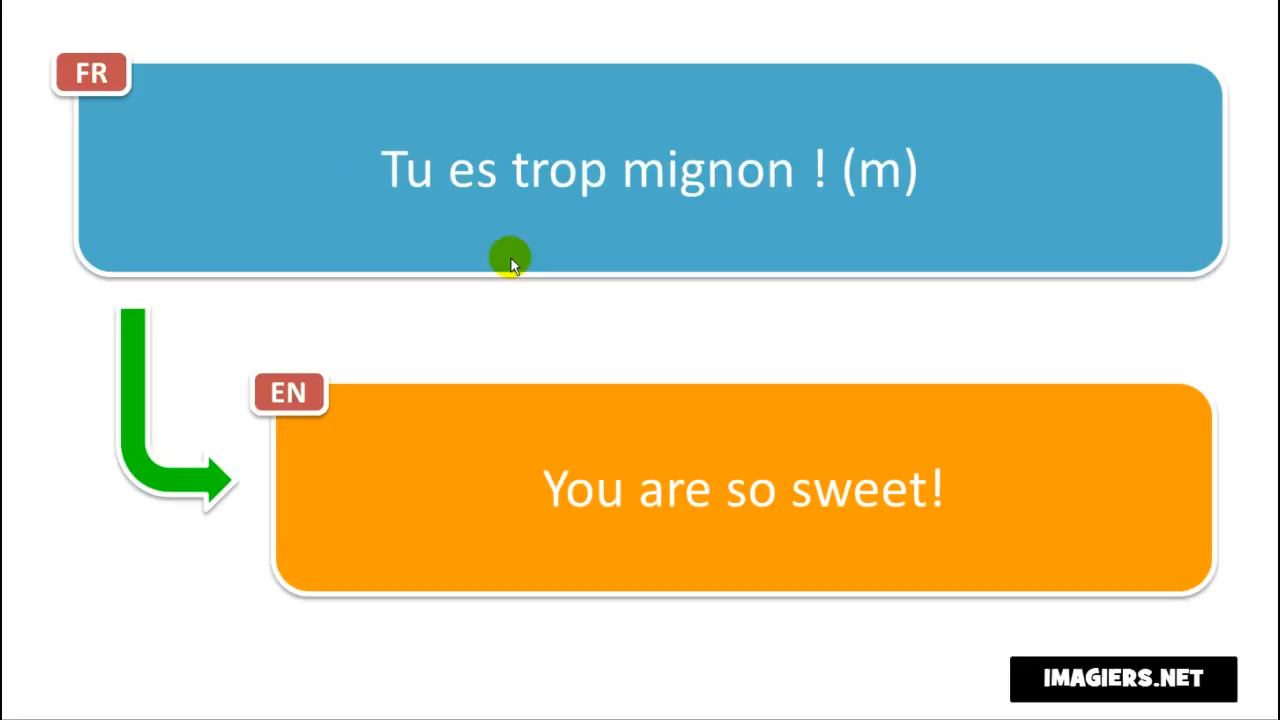 FR
Tu es trop mignon ! (m)
EN
You are so sweet!
IMAGIERS.NET